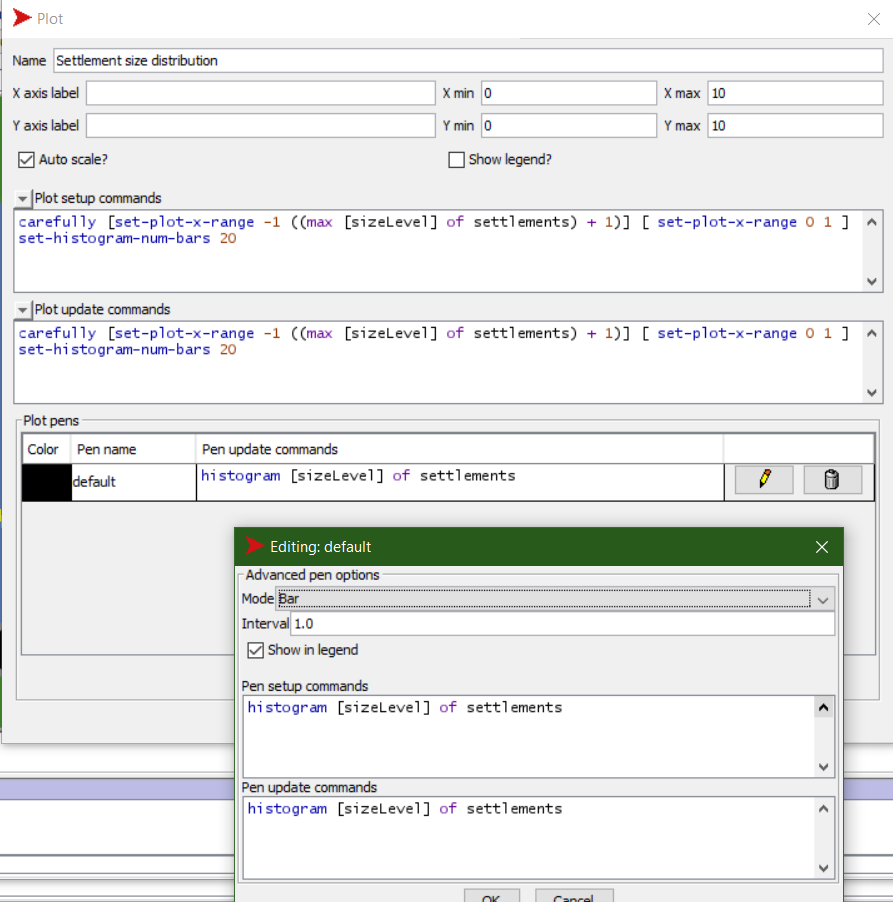 Plot
Name Settlement size distribution
X axis label X min 0 X max 10
Y axis label Y min 0 Y max 10
Auto scale? Show legend?
Plot setup commands
carefully [set-plot-x-range -1 ((max [sizeLevel] of settlements) + 1)] [ set-plot-x-range 0 1 ]
set-histogram-num-bars 20
Plot update commands
carefully [set-plot-x-range -1 ((max [sizeLevel] of settlements) + 1)] [ set-plot-x-range 0 1 ]
set-histogram-num-bars 20
Plot pens
Color Pen name Pen update commands
default histogram [sizeLevel] of settlements
Editing: default
Advanced pen options
Mode Bar
Interval 1.0
Show in legend
Pen setup commands
histogram [sizeLevel] of settlements
Pen update commands
histogram [sizeLevel] of settlements
OK Cancel